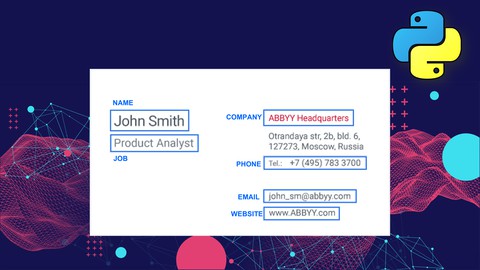 NAME
John Smith
Product Analyst
JOB
COMPANY ABBYY Headquarters
Otrandaya str, 2b, bld. 6,
127273, Moscow, Russia
PHONE Tel.: +7 (495) 783 3700
EMAIL john_sm@abbyy.com
WEBSITE www.ABBYY.com